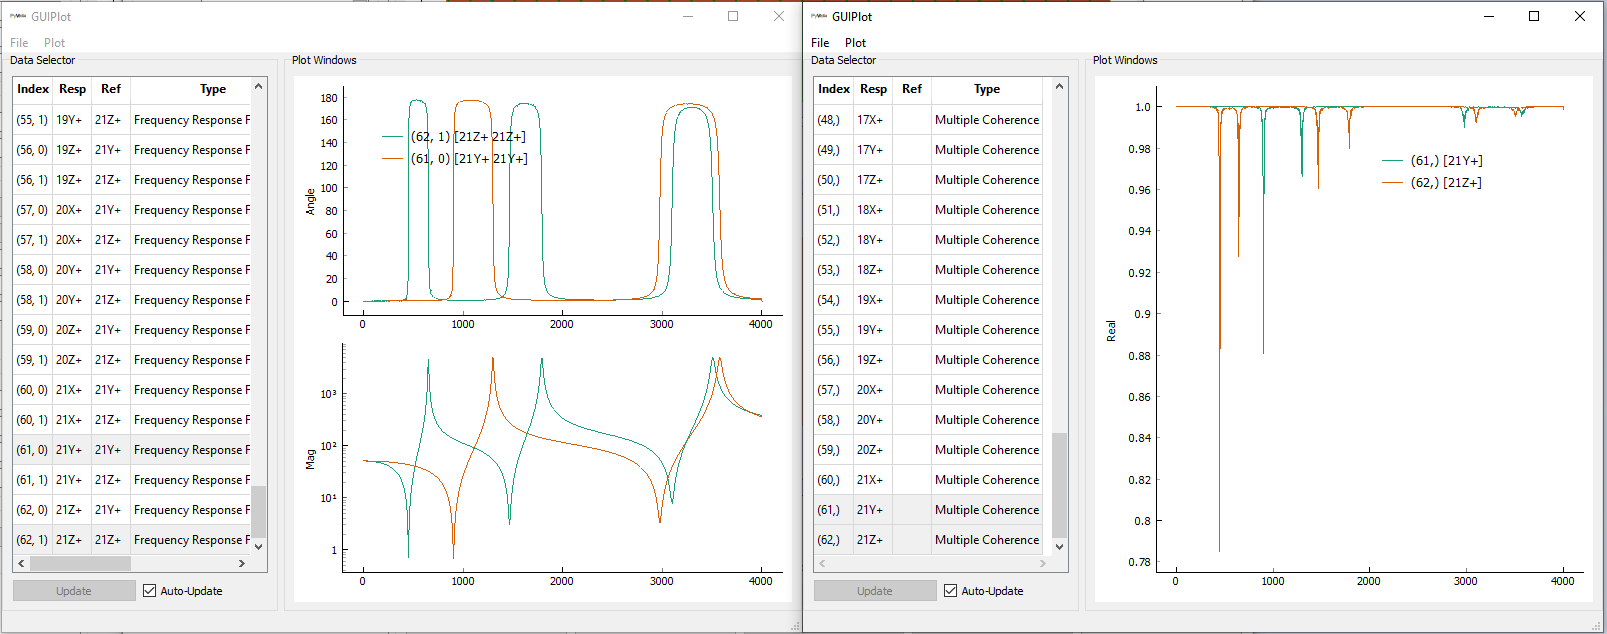 GUIPlot
File Plot
Data Selector
Index Resp Ref Type
(55, 1) 19Y+ 21Z+ Frequency Response F
(56, 0) 19Z+ 21Y+ Frequency Response F
(56, 1) 19Z+ 21Z+ Frequency Response F
(57, 0) 20X+ 21Y+ Frequency Response F
(57, 1) 20X+ 21Z+ Frequency Response F
(58, 0) 20Y+ 21Y+ Frequency Response F
(58, 1) 20Y+ 21Z+ Frequency Response F
(59, 0) 20Z+ 21Y+ Frequency Response F
(59, 1) 20Z+ 21Z+ Frequency Response F
(60, 0) 21X+ 21Y+ Frequency Response F
(60, 1) 21X+ 21Z+ Frequency Response F
(61, 0) 21Y+ 21Y+ Frequency Response F
(61, 1) 21Y+ 21Z+ Frequency Response F
(62, 0) 21Z+ 21Y+ Frequency Response F
(62, 1) 21Z+ 21Z+ Frequency Response F
Update Auto-Update
Plot Windows
180
160
140
120
100
80
60
40
20
0
Angle
(62, 1) [21Z+ 21Z+]
(61, 0) [21Y+ 21Y+]
0 1000 2000 3000 4000
10³
10²
10¹
1
Mag
0 1000 2000 3000 4000
GUIPlot
File Plot
Data Selector
Index Resp Ref Type
(48,) 17X+ Multiple Coherence
(49,) 17Y+ Multiple Coherence
(50,) 17Z+ Multiple Coherence
(51,) 18X+ Multiple Coherence
(52,) 18Y+ Multiple Coherence
(53,) 18Z+ Multiple Coherence
(54,) 19X+ Multiple Coherence
(55,) 19Y+ Multiple Coherence
(56,) 19Z+ Multiple Coherence
(57,) 20X+ Multiple Coherence
(58,) 20Y+ Multiple Coherence
(59,) 20Z+ Multiple Coherence
(60,) 21X+ Multiple Coherence
(61,) 21Y+ Multiple Coherence
(62,) 21Z+ Multiple Coherence
Update Auto-Update
Plot Windows
1.0
0.98
0.96
0.94
0.92
0.9
0.88
0.86
0.84
0.82
0.8
0.78
Real
(61,) [21Y+]
(62,) [21Z+]
0 1000 2000 3000 4000